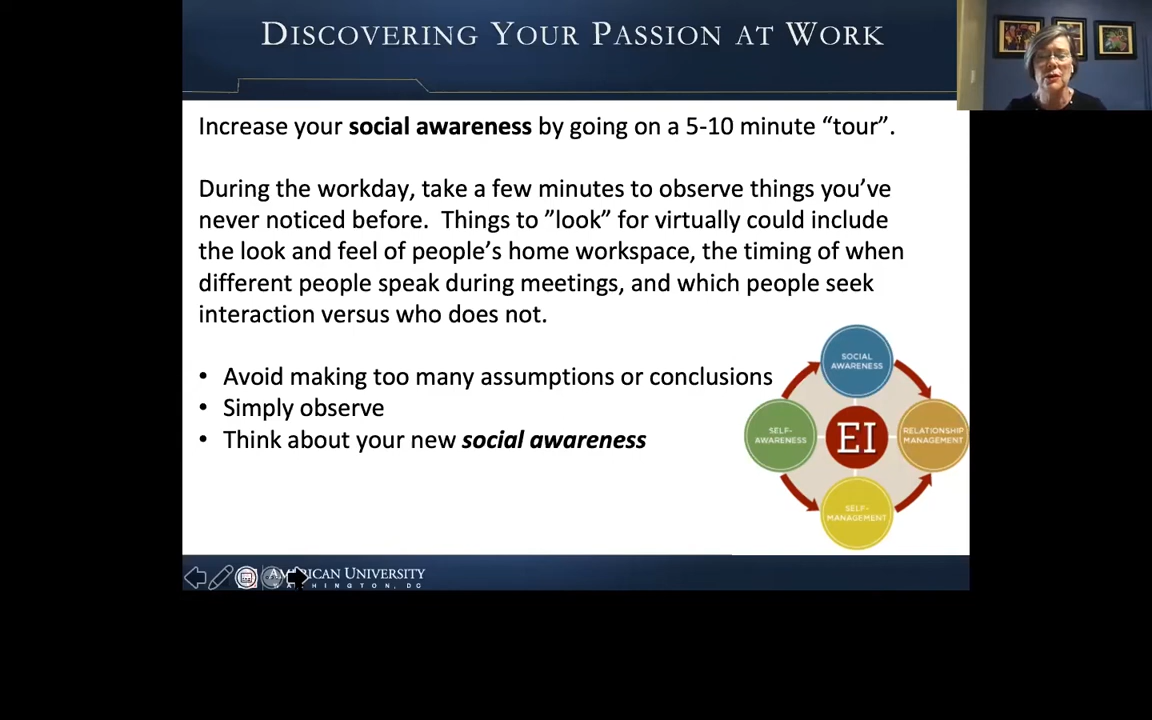 DISCOVERING YOUR PASSION AT WORK
Increase your social awareness by going on a 5-10 minute “tour”.
During the workday, take a few minutes to observe things you’ve
never noticed before.  Things to ”look” for virtually could include
the look and feel of people’s home workspace, the timing of when
different people speak during meetings, and which people seek
interaction versus who does not.
• Avoid making too many assumptions or conclusions
• Simply observe
• Think about your new social awareness
SOCIAL
AWARENESS
SELF-
AWARENESS
EI
RELATIONSHIP
MANAGEMENT
SELF-
MANAGEMENT
AMERICAN UNIVERSITY
WASHINGTON, DC